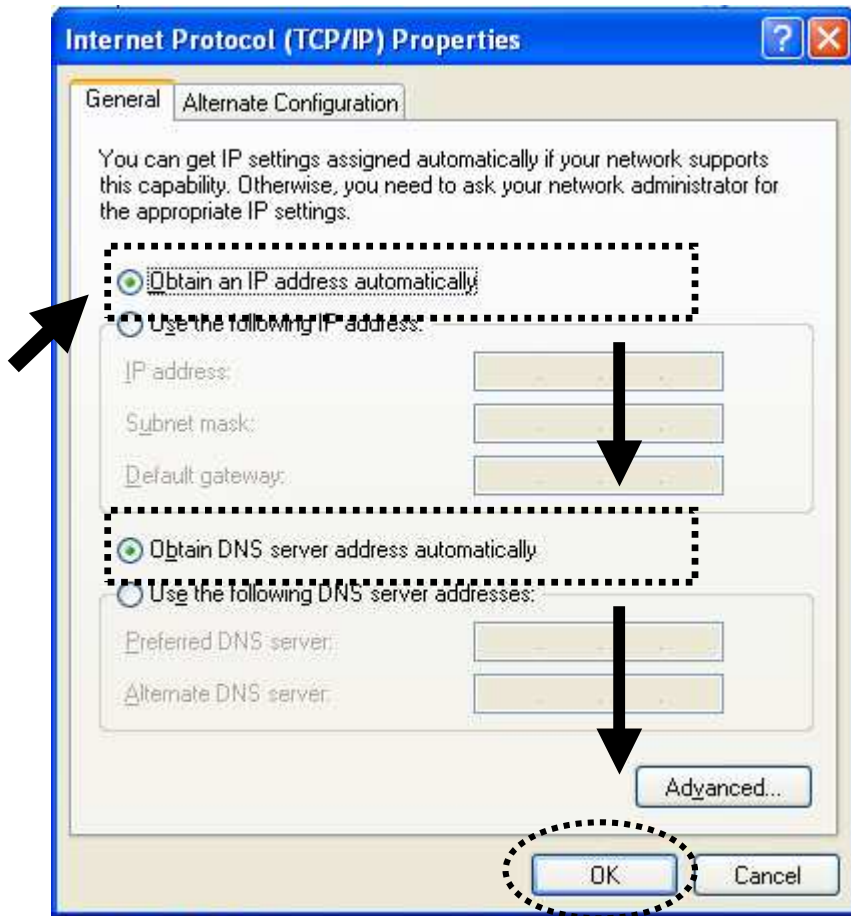 Internet Protocol (TCP/IP) Properties
General
Alternate Configuration
You can get IP settings assigned automatically if your network supports
this capability. Otherwise, you need to ask your network administrator for
the appropriate IP settings.
Obtain an IP address automatically
Use the following IP address:
IP address:
Subnet mask:
Default gateway:
Obtain DNS server address automatically
Use the following DNS server addresses:
Preferred DNS server:
Alternate DNS server:
Advanced...
OK
Cancel